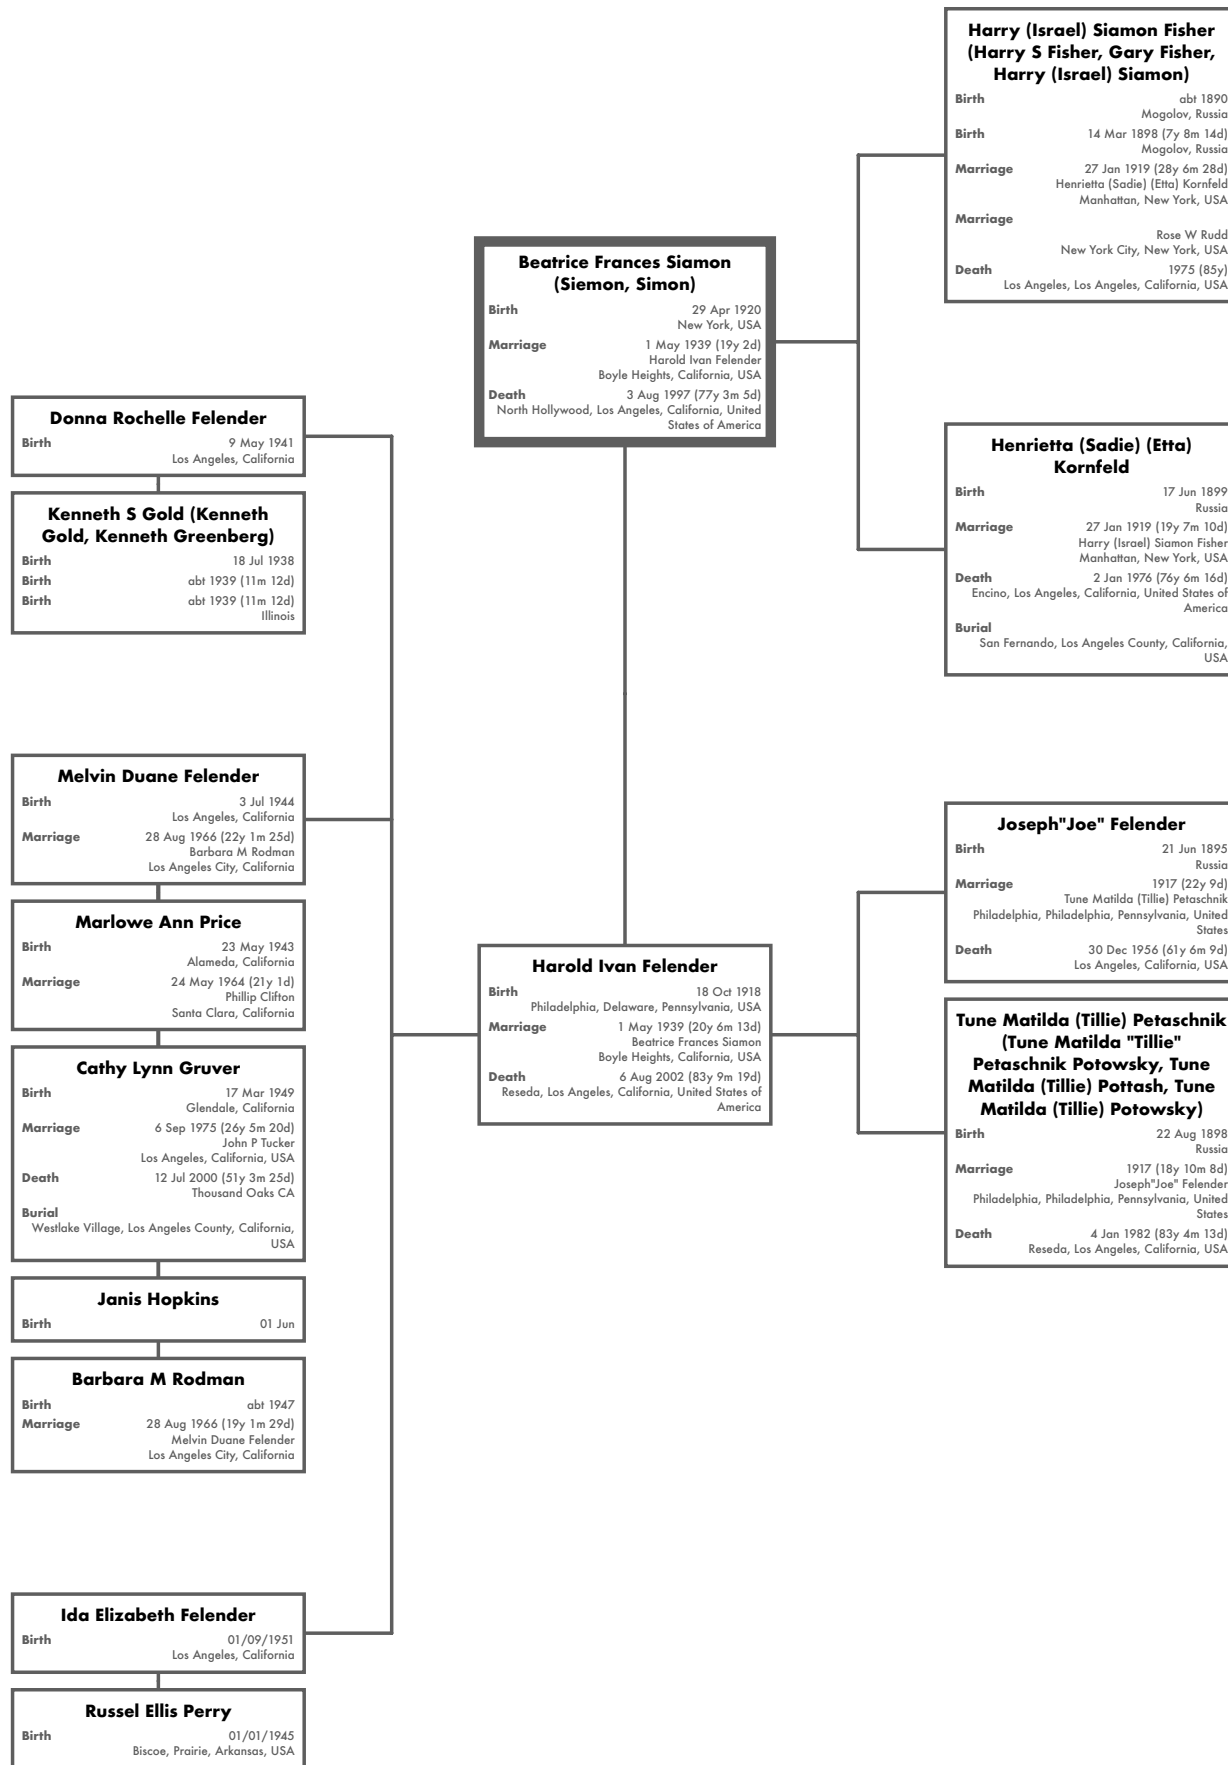 Harry (Israel) Siamon Fisher
(Harry S Fisher, Gary Fisher,
Harry (Israel) Siamon)
Birth abt 1890
Mogolov, Russia
Birth 14 Mar 1898 (7y 8m 14d)
Mogolov, Russia
Marriage 27 Jan 1919 (28y 6m 28d)
Henrietta (Sadie) (Etta) Kornfeld
Manhattan, New York, USA
Marriage
Rose W Rudd
New York City, New York, USA
Death 1975 (85y)
Los Angeles, Los Angeles, California, USA
Beatrice Frances Siamon
(Siemon, Simon)
Birth 29 Apr 1920
New York, USA
Marriage 1 May 1939 (19y 2d)
Harold Ivan Felender
Boyle Heights, California, USA
Death 3 Aug 1997 (77y 3m 5d)
North Hollywood, Los Angeles, California, United
States of America
Donna Rochelle Felender
Birth 9 May 1941
Los Angeles, California
Kenneth S Gold (Kenneth
Gold, Kenneth Greenberg)
Birth 18 Jul 1938
Birth abt 1939 (11m 12d)
Birth abt 1939 (11m 12d)
Illinois
Henrietta (Sadie) (Etta)
Kornfeld
Birth 17 Jun 1899
Russia
Marriage 27 Jan 1919 (19y 7m 10d)
Harry (Israel) Siamon Fisher
Manhattan, New York, USA
Death 2 Jan 1976 (76y 6m 16d)
Encino, Los Angeles, California, United States of
America
Burial
San Fernando, Los Angeles County, California,
USA
Melvin Duane Felender
Birth 3 Jul 1944
Los Angeles, California
Marriage 28 Aug 1966 (22y 1m 25d)
Barbara M Rodman
Los Angeles City, California
Marlowe Ann Price
Birth 23 May 1943
Alameda, California
Marriage 24 May 1964 (21y 1d)
Phillip Clifton
Santa Clara, California
Cathy Lynn Gruver
Birth 17 Mar 1949
Glendale, California
Marriage 6 Sep 1975 (26y 5m 20d)
John P Tucker
Los Angeles, California, USA
Death 12 Jul 2000 (51y 3m 25d)
Thousand Oaks CA
Burial
Westlake Village, Los Angeles County, California,
USA
Janis Hopkins
Birth 01 Jun
Barbara M Rodman
Birth abt 1947
Marriage 28 Aug 1966 (19y 1m 29d)
Melvin Duane Felender
Los Angeles City, California
Joseph"Joe" Felender
Birth 21 Jun 1895
Russia
Marriage 1917 (22y 9d)
Tune Matilda (Tillie) Petaschnik
Philadelphia, Philadelphia, Pennsylvania, United
States
Death 30 Dec 1956 (61y 6m 9d)
Los Angeles, California, USA
Harold Ivan Felender
Birth 18 Oct 1918
Philadelphia, Delaware, Pennsylvania, USA
Marriage 1 May 1939 (20y 6m 13d)
Beatrice Frances Siamon
Boyle Heights, California, USA
Death 6 Aug 2002 (83y 9m 19d)
Reseda, Los Angeles, California, United States of
America
Tune Matilda (Tillie) Petaschnik
(Tune Matilda "Tillie"
Petaschnik Potowsky, Tune
Matilda (Tillie) Pottash, Tune
Matilda (Tillie) Potowsky)
Birth 22 Aug 1898
Russia
Marriage 1917 (18y 10m 8d)
Joseph"Joe" Felender
Philadelphia, Philadelphia, Pennsylvania, United
States
Death 4 Jan 1982 (83y 4m 13d)
Reseda, Los Angeles, California, USA
Ida Elizabeth Felender
Birth 01/09/1951
Los Angeles, California
Russel Ellis Perry
Birth 01/01/1945
Biscoe, Prairie, Arkansas, USA